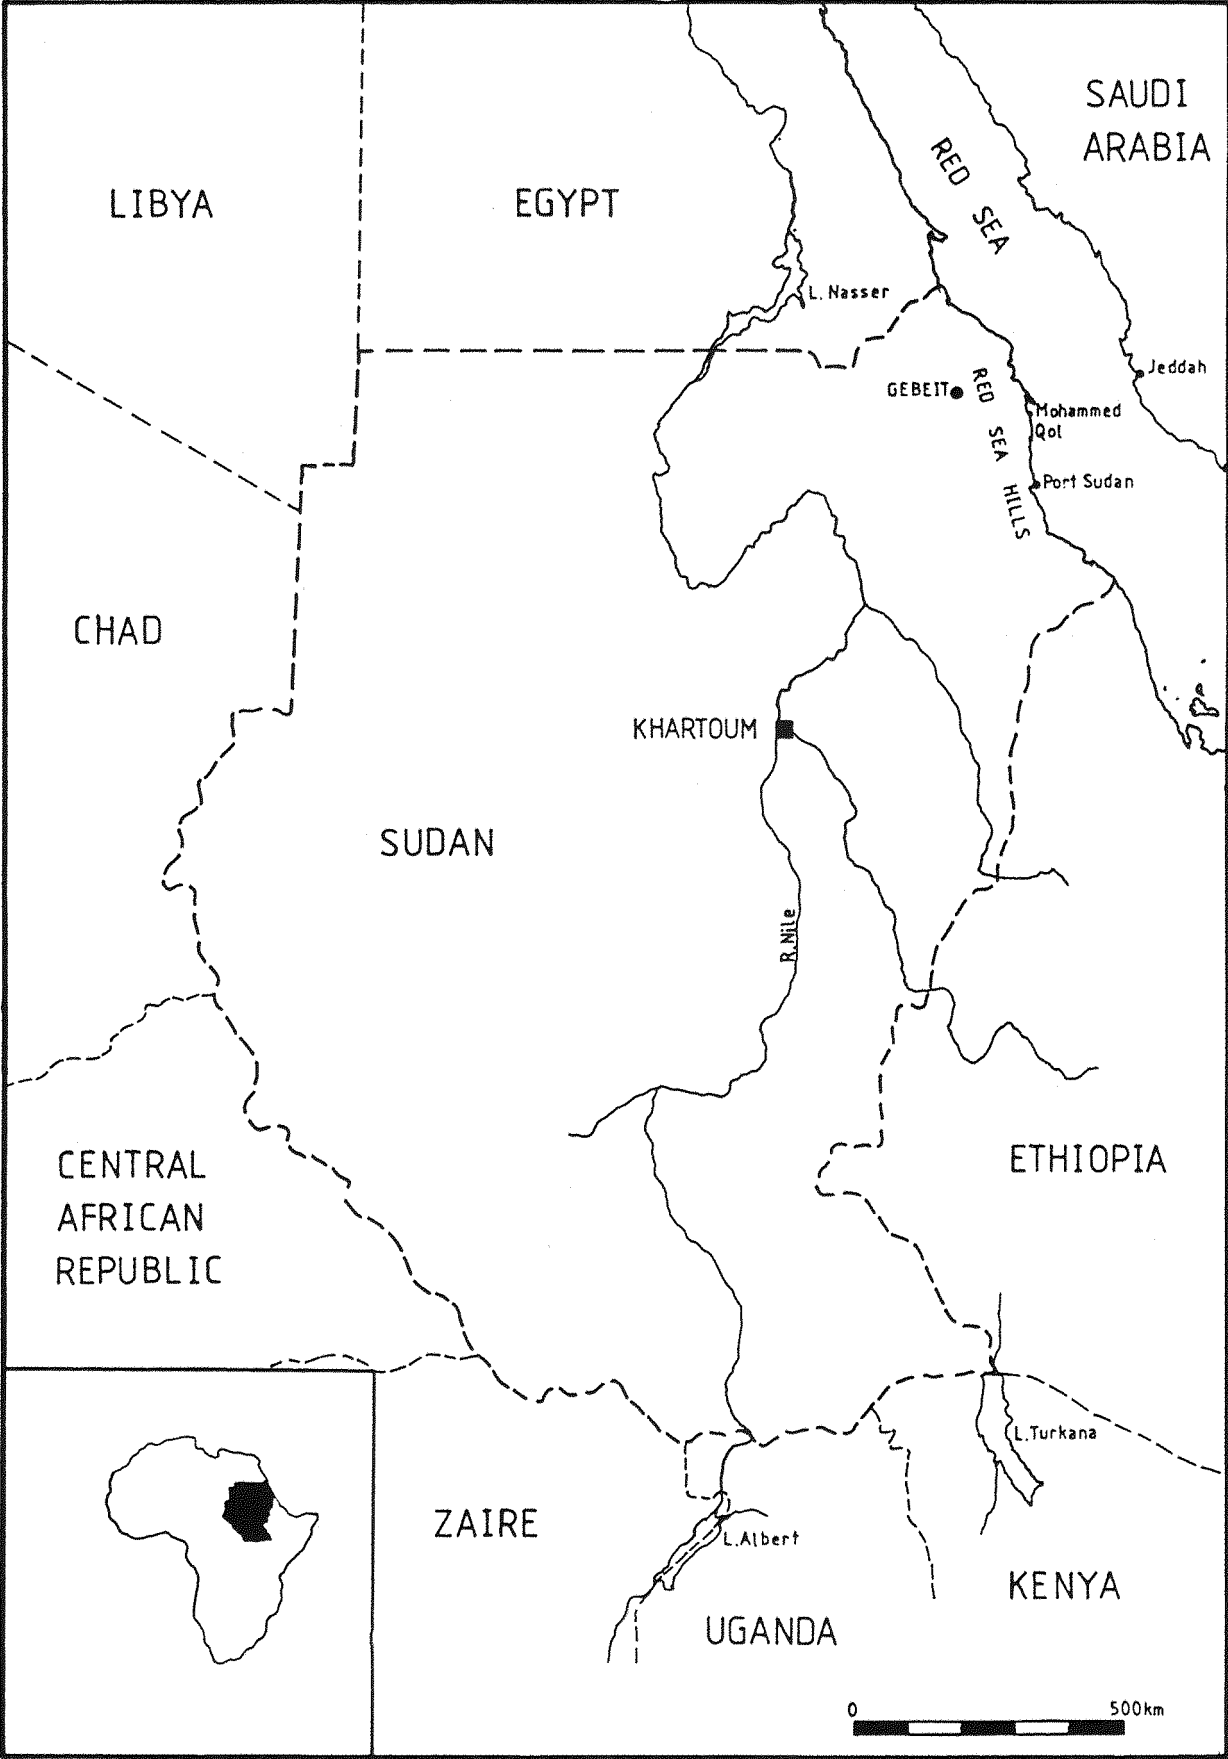 SAUDI
ARABIA
RED SEA
LIBYA
EGYPT
L. Nasser
Jeddah
GEBEIT
RED SEA HILLS
Mohammed
Qol
Port Sudan
CHAD
KHARTOUM
SUDAN
R. Nile
CENTRAL
AFRICAN
REPUBLIC
ETHIOPIA
L. Turkana
ZAIRE
L. Albert
KENYA
UGANDA
0 500km